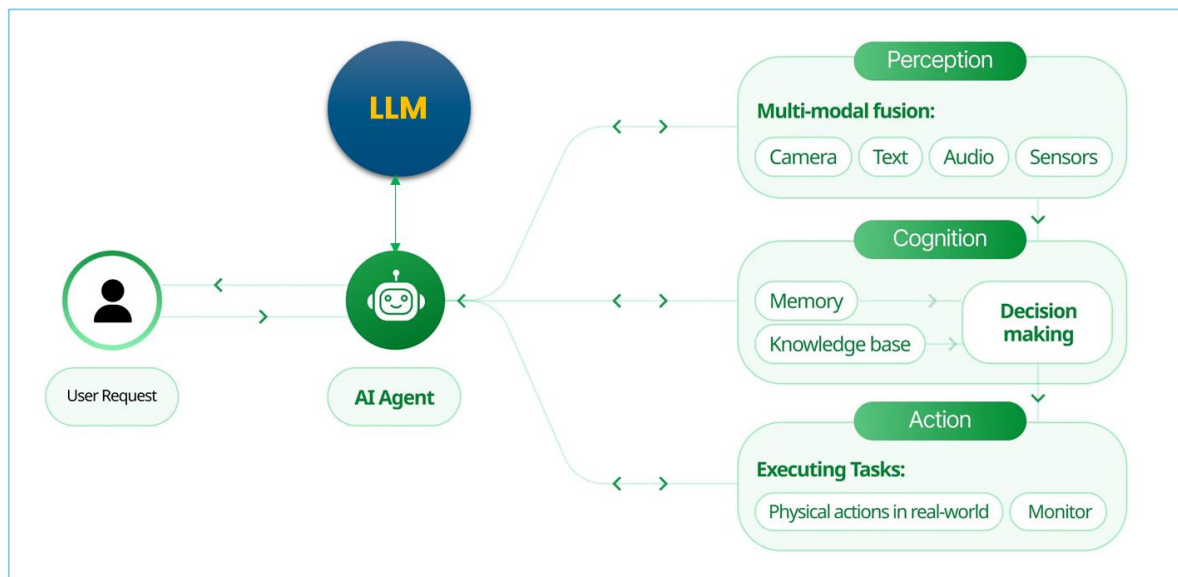 LLM
User Request
AI Agent
Perception
Multi-modal fusion:
Camera Text Audio Sensors
Cognition
Memory
Knowledge base
Decision
making
Action
Executing Tasks:
Physical actions in real-world Monitor